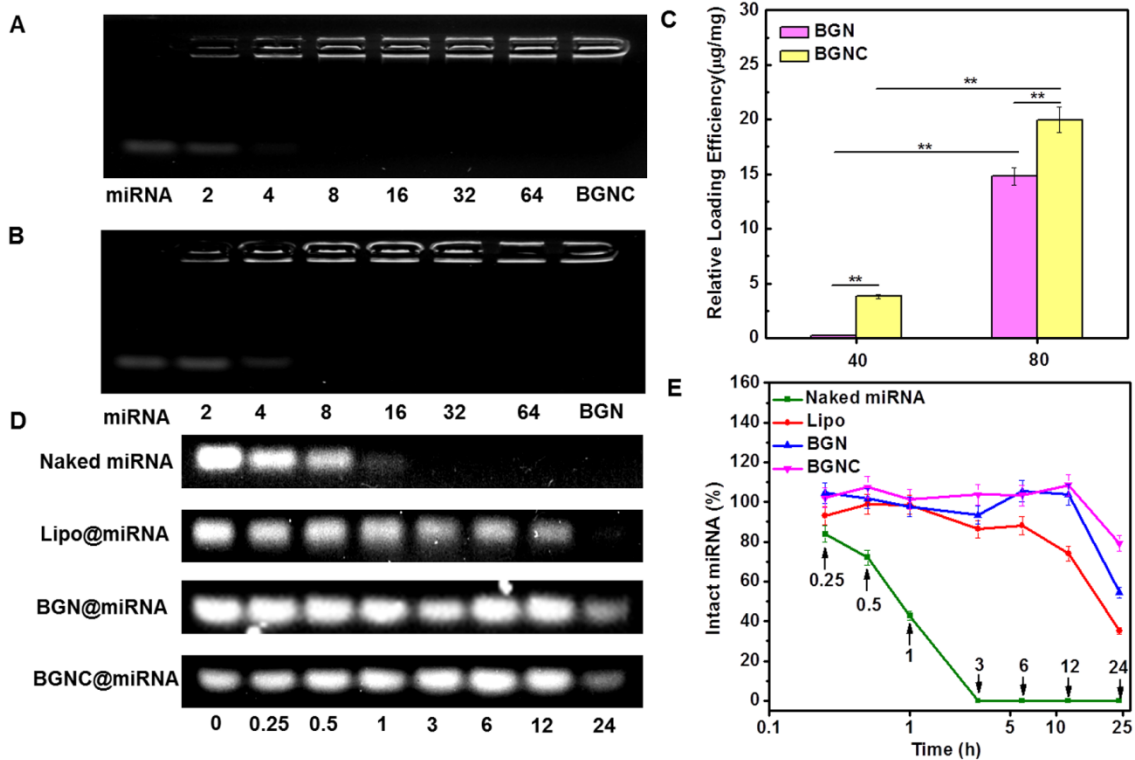 A
miRNA 2 4 8 16 32 64 BGNC
B
miRNA 2 4 8 16 32 64 BGN
C
BGN
BGNC
Relative Loading Efficiency(μg/mg)
30
25
20
15
10
5
0
**
**
**
**
40 80
D
Naked miRNA
Lipo@miRNA
BGN@miRNA
BGNC@miRNA
0 0.25 0.5 1 3 6 12 24
E
Naked miRNA
Lipo
BGN
BGNC
Intact miRNA (%)
160
140
120
100
80
60
40
20
0
0.25
0.5
1
3 6 12 24
0.1 1 5 10 25
Time (h)